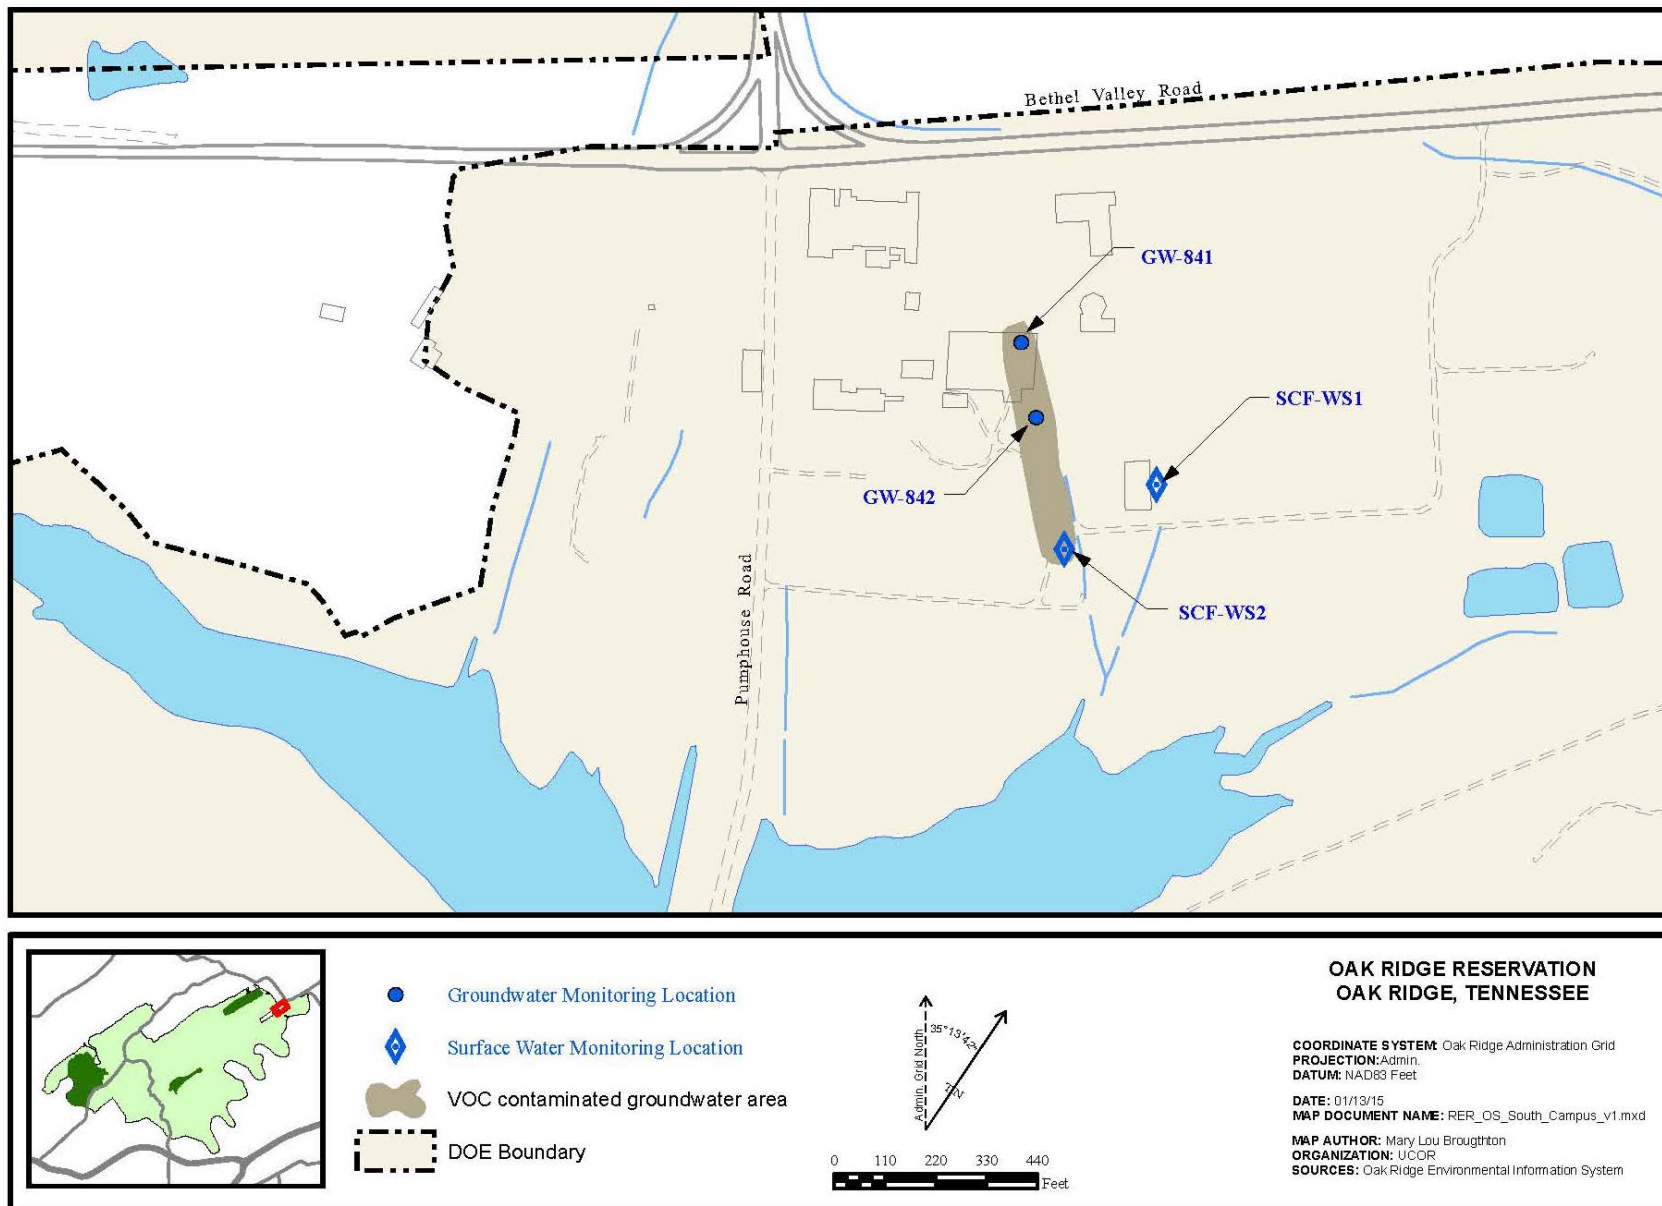 Bethel Valley Road
GW-841
SCF-WS1
GW-842
SCF-WS2
Pumphouse Road
Groundwater Monitoring Location
Surface Water Monitoring Location
VOC contaminated groundwater area
DOE Boundary
Admin. Grid North
35°13'42"
TN
0 110 220 330 440
Feet
OAK RIDGE RESERVATION
OAK RIDGE, TENNESSEE
COORDINATE SYSTEM: Oak Ridge Administration Grid
PROJECTION: Admin.
DATUM: NAD83 Feet
DATE: 01/13/15
MAP DOCUMENT NAME: RER_OS_South_Campus_v1.mxd
MAP AUTHOR: Mary Lou Broughton
ORGANIZATION: UCOR
SOURCES: Oak Ridge Environmental Information System